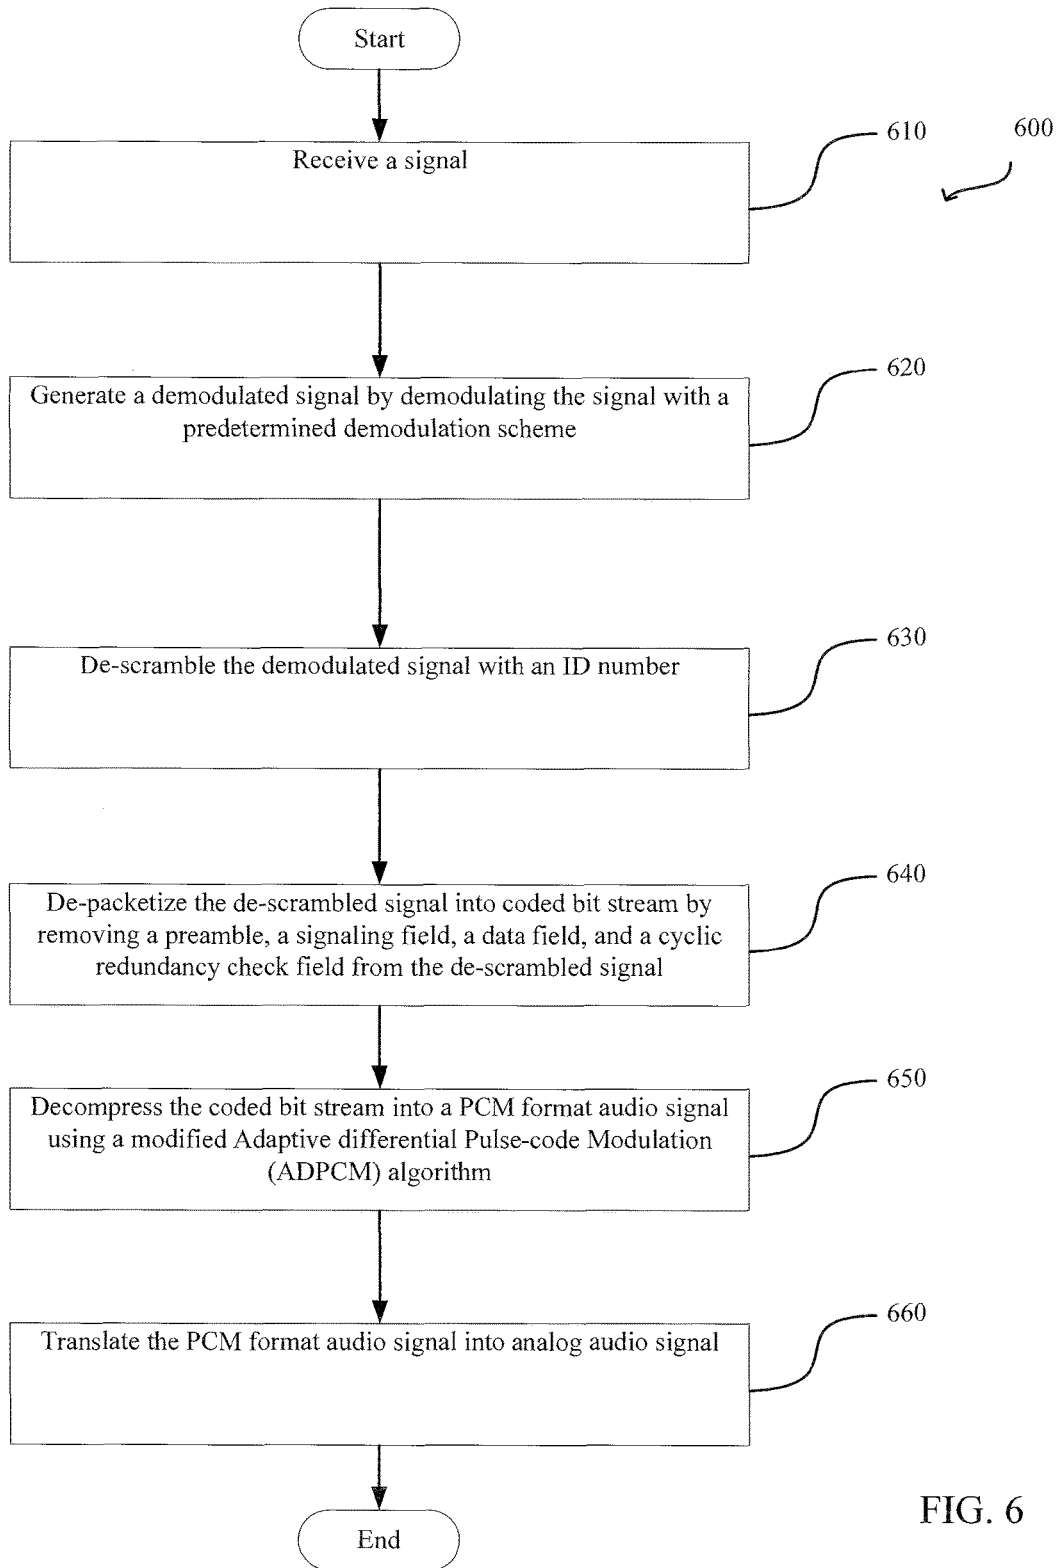 Start
610
600
Receive a signal
620
Generate a demodulated signal by demodulating the signal with a
predetermined demodulation scheme
630
De-scramble the demodulated signal with an ID number
640
De-packetize the de-scrambled signal into coded bit stream by
removing a preamble, a signaling field, a data field, and a cyclic
redundancy check field from the de-scrambled signal
650
Decompress the coded bit stream into a PCM format audio signal
using a modified Adaptive differential Pulse-code Modulation
(ADPCM) algorithm
660
Translate the PCM format audio signal into analog audio signal
FIG. 6
End